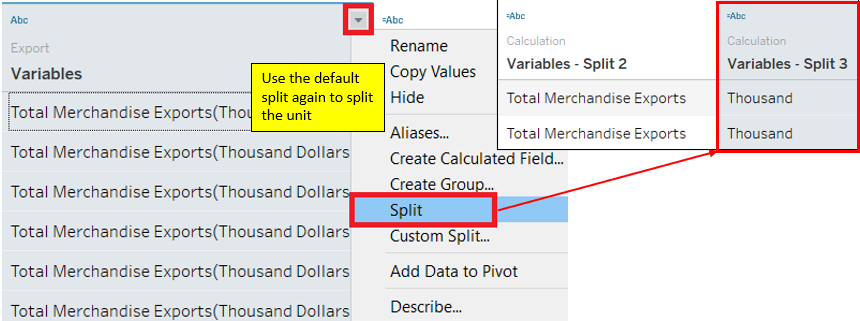 Abc
Export
Variables
Total Merchandise Exports(Thou
Total Merchandise Exports(Thousand Dollars
Total Merchandise Exports(Thousand Dollars
Total Merchandise Exports(Thousand Dollars
Total Merchandise Exports(Thousand Dollars
Total Merchandise Exports(Thousand Dollars
Use the default
split again to split
the unit
=Abc
Rename
Copy Values
Hide
Aliases...
Create Calculated Field...
Create Group...
Split
Custom Split...
Add Data to Pivot
Describe...
=Abc
Calculation
Variables - Split 2
Total Merchandise Exports
Total Merchandise Exports
=Abc
Calculation
Variables - Split 3
Thousand
Thousand